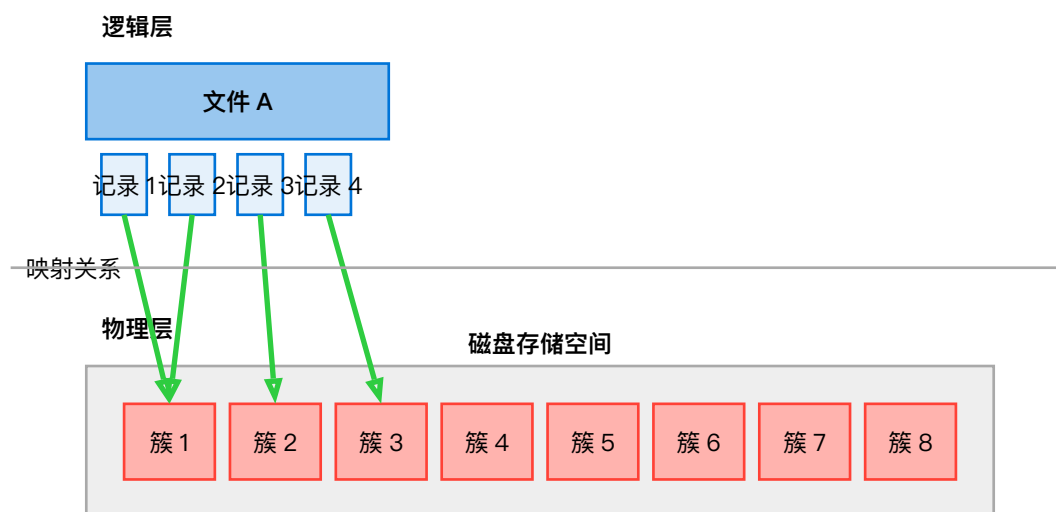 逻辑层
文件 A
记录 1
记录 2
记录 3
记录 4
映射关系
物理层
磁盘存储空间
簇 1
簇 2
簇 3
簇 4
簇 5
簇 6
簇 7
簇 8